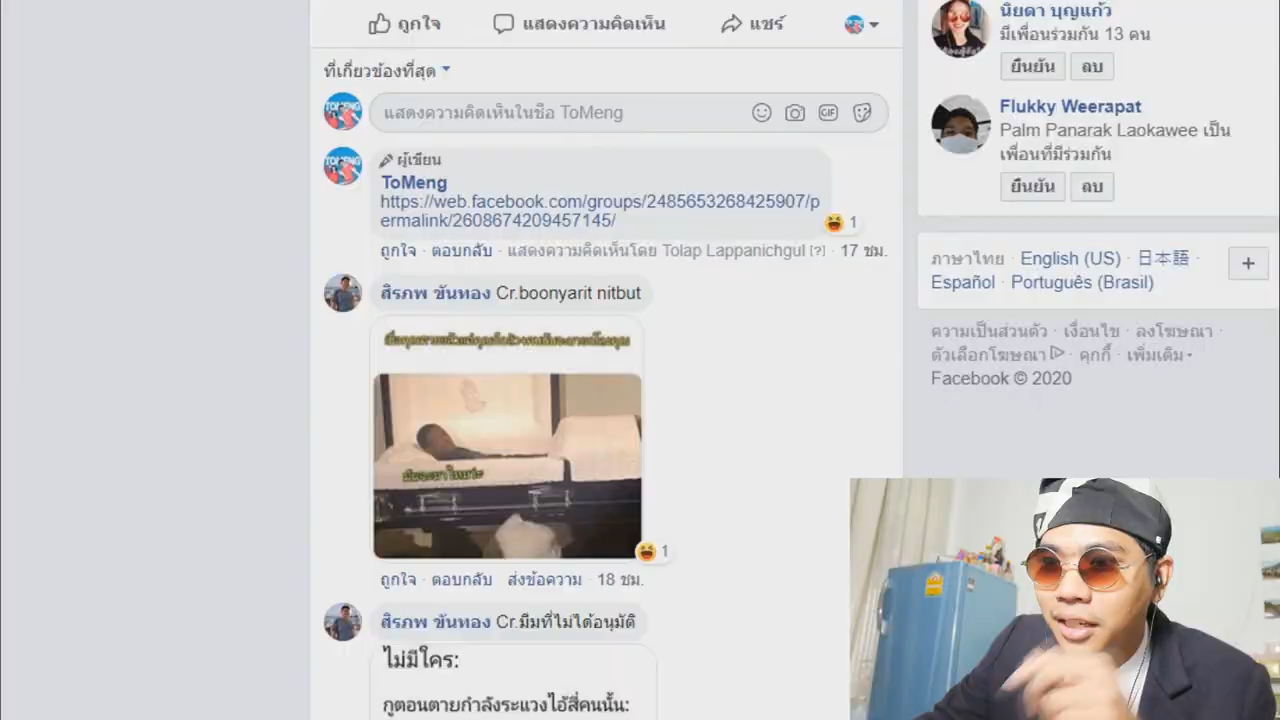 ถูกใจ
แสดงความคิดเห็น
แชร์
ที่เกี่ยวข้องที่สุด
แสดงความคิดเห็นในชื่อ ToMeng
ผู้เขียน
ToMeng
https://web.facebook.com/groups/2485653268425907/p
ermalink/2608674209457145/
1
ถูกใจ · ตอบกลับ · แสดงความคิดเห็นโดย Tolap Lappanichgul [?] · 17 ชม.
สิรภพ ขันทอง Cr.boonyarit nitbut
1
ถูกใจ · ตอบกลับ ส่งข้อความ · 18 ชม.
สิรภพ ขันทอง Cr.มีมที่ไม่ได้อนุมัติ
ไม่มีใคร:
กูตอนตายกำลังระแวงไอ้สี่คนนั้น:
นิยดา บุญแก้ว
มีเพื่อนร่วมกัน 13 คน
ยืนยัน ลบ
Flukky Weerapat
Palm Panarak Laokawee เป็น
เพื่อนที่มีร่วมกัน
ยืนยัน ลบ
ภาษาไทย · English (US) · 日本語 ·
Español · Português (Brasil)
+
ความเป็นส่วนตัว · เงื่อนไข · ลงโฆษณา ·
ตัวเลือกโฆษณา · คุกกี้ · เพิ่มเติม
Facebook © 2020